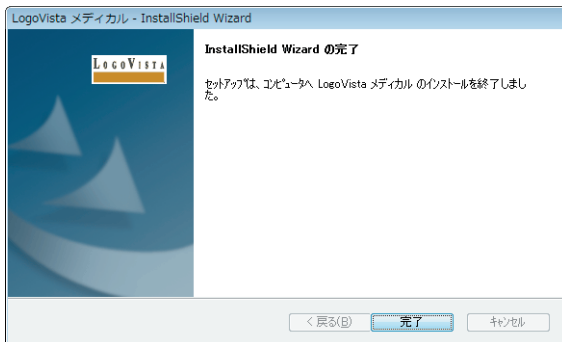 LogoVista メディカル - InstallShield Wizard
LOGOVISTA
InstallShield Wizard の完了
セットアップは、コンピュータへ LogoVista メディカル のインストールを終了しまし
た。
< 戻る(B)
完了
キャンセル